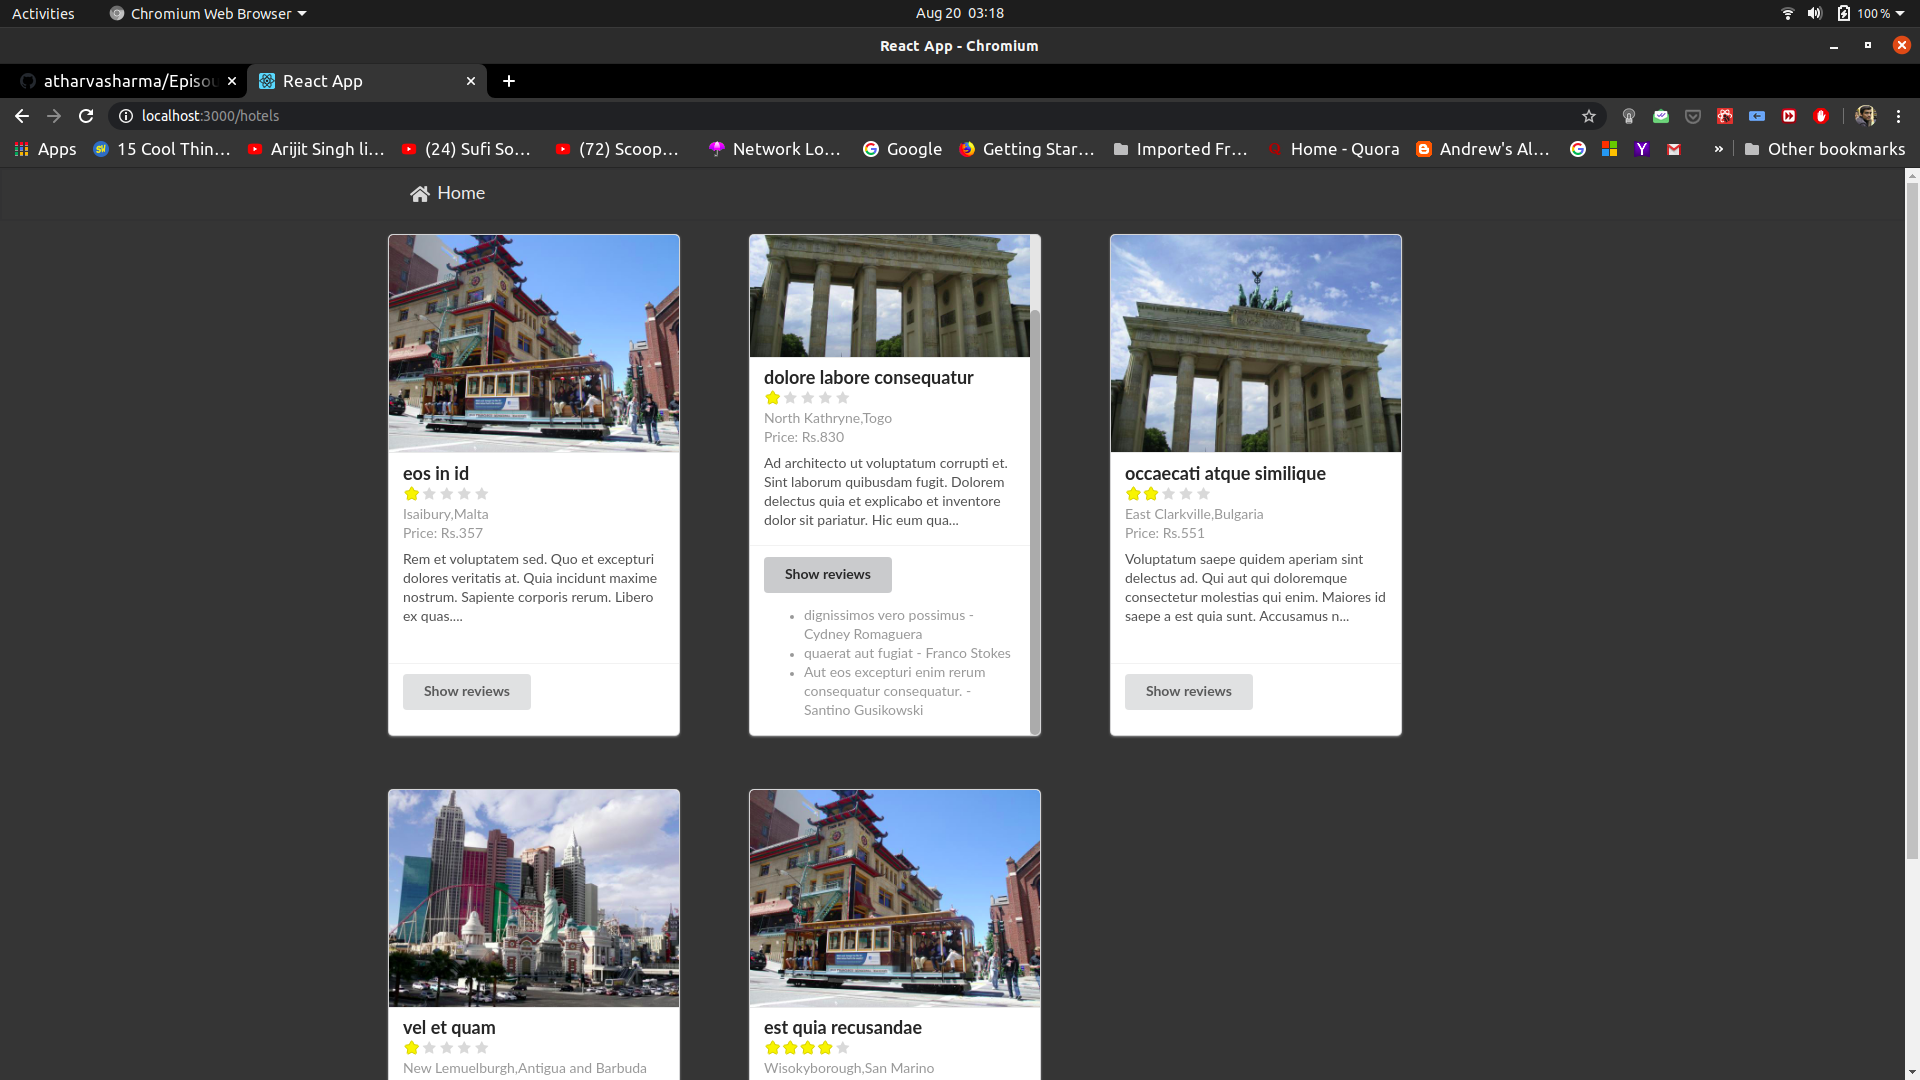 Activities
Chromium Web Browser
Aug 20 03:18
100 %
React App - Chromium
atharvasharma/Episou
React App
localhost:3000/hotels
Apps
15 Cool Thin...
Arijit Singh li...
(24) Sufi So...
(72) Scoop...
Network Lo...
Google
Getting Star...
Imported Fr...
Home - Quora
Andrew's Al...
»
Other bookmarks
Home
eos in id
Isaibury,Malta
Price: Rs.357
Rem et voluptatem sed. Quo et excepturi
dolores veritatis at. Quia incidunt maxime
nostrum. Sapiente corporis rerum. Libero
ex quas....
Show reviews
dolore labore consequatur
North Kathryne,Togo
Price: Rs.830
Ad architecto ut voluptatum corrupti et.
Sint laborum quibusdam fugit. Dolorem
delectus quia et explicabo et inventore
dolor sit pariatur. Hic eum qua...
Show reviews
• dignissimos vero possimus -
Cydney Romaguera
• quaerat aut fugiat - Franco Stokes
• Aut eos excepturi enim rerum
consequatur consequatur. -
Santino Gusikowski
occaecati atque similique
East Clarkville,Bulgaria
Price: Rs.551
Voluptatum saepe quidem aperiam sint
delectus ad. Qui aut qui doloremque
consectetur molestias qui enim. Maiores id
saepe a est quia sunt. Accusamus n...
Show reviews
vel et quam
New Lemuelburgh,Antigua and Barbuda
est quia recusandae
Wisokyborough,San Marino